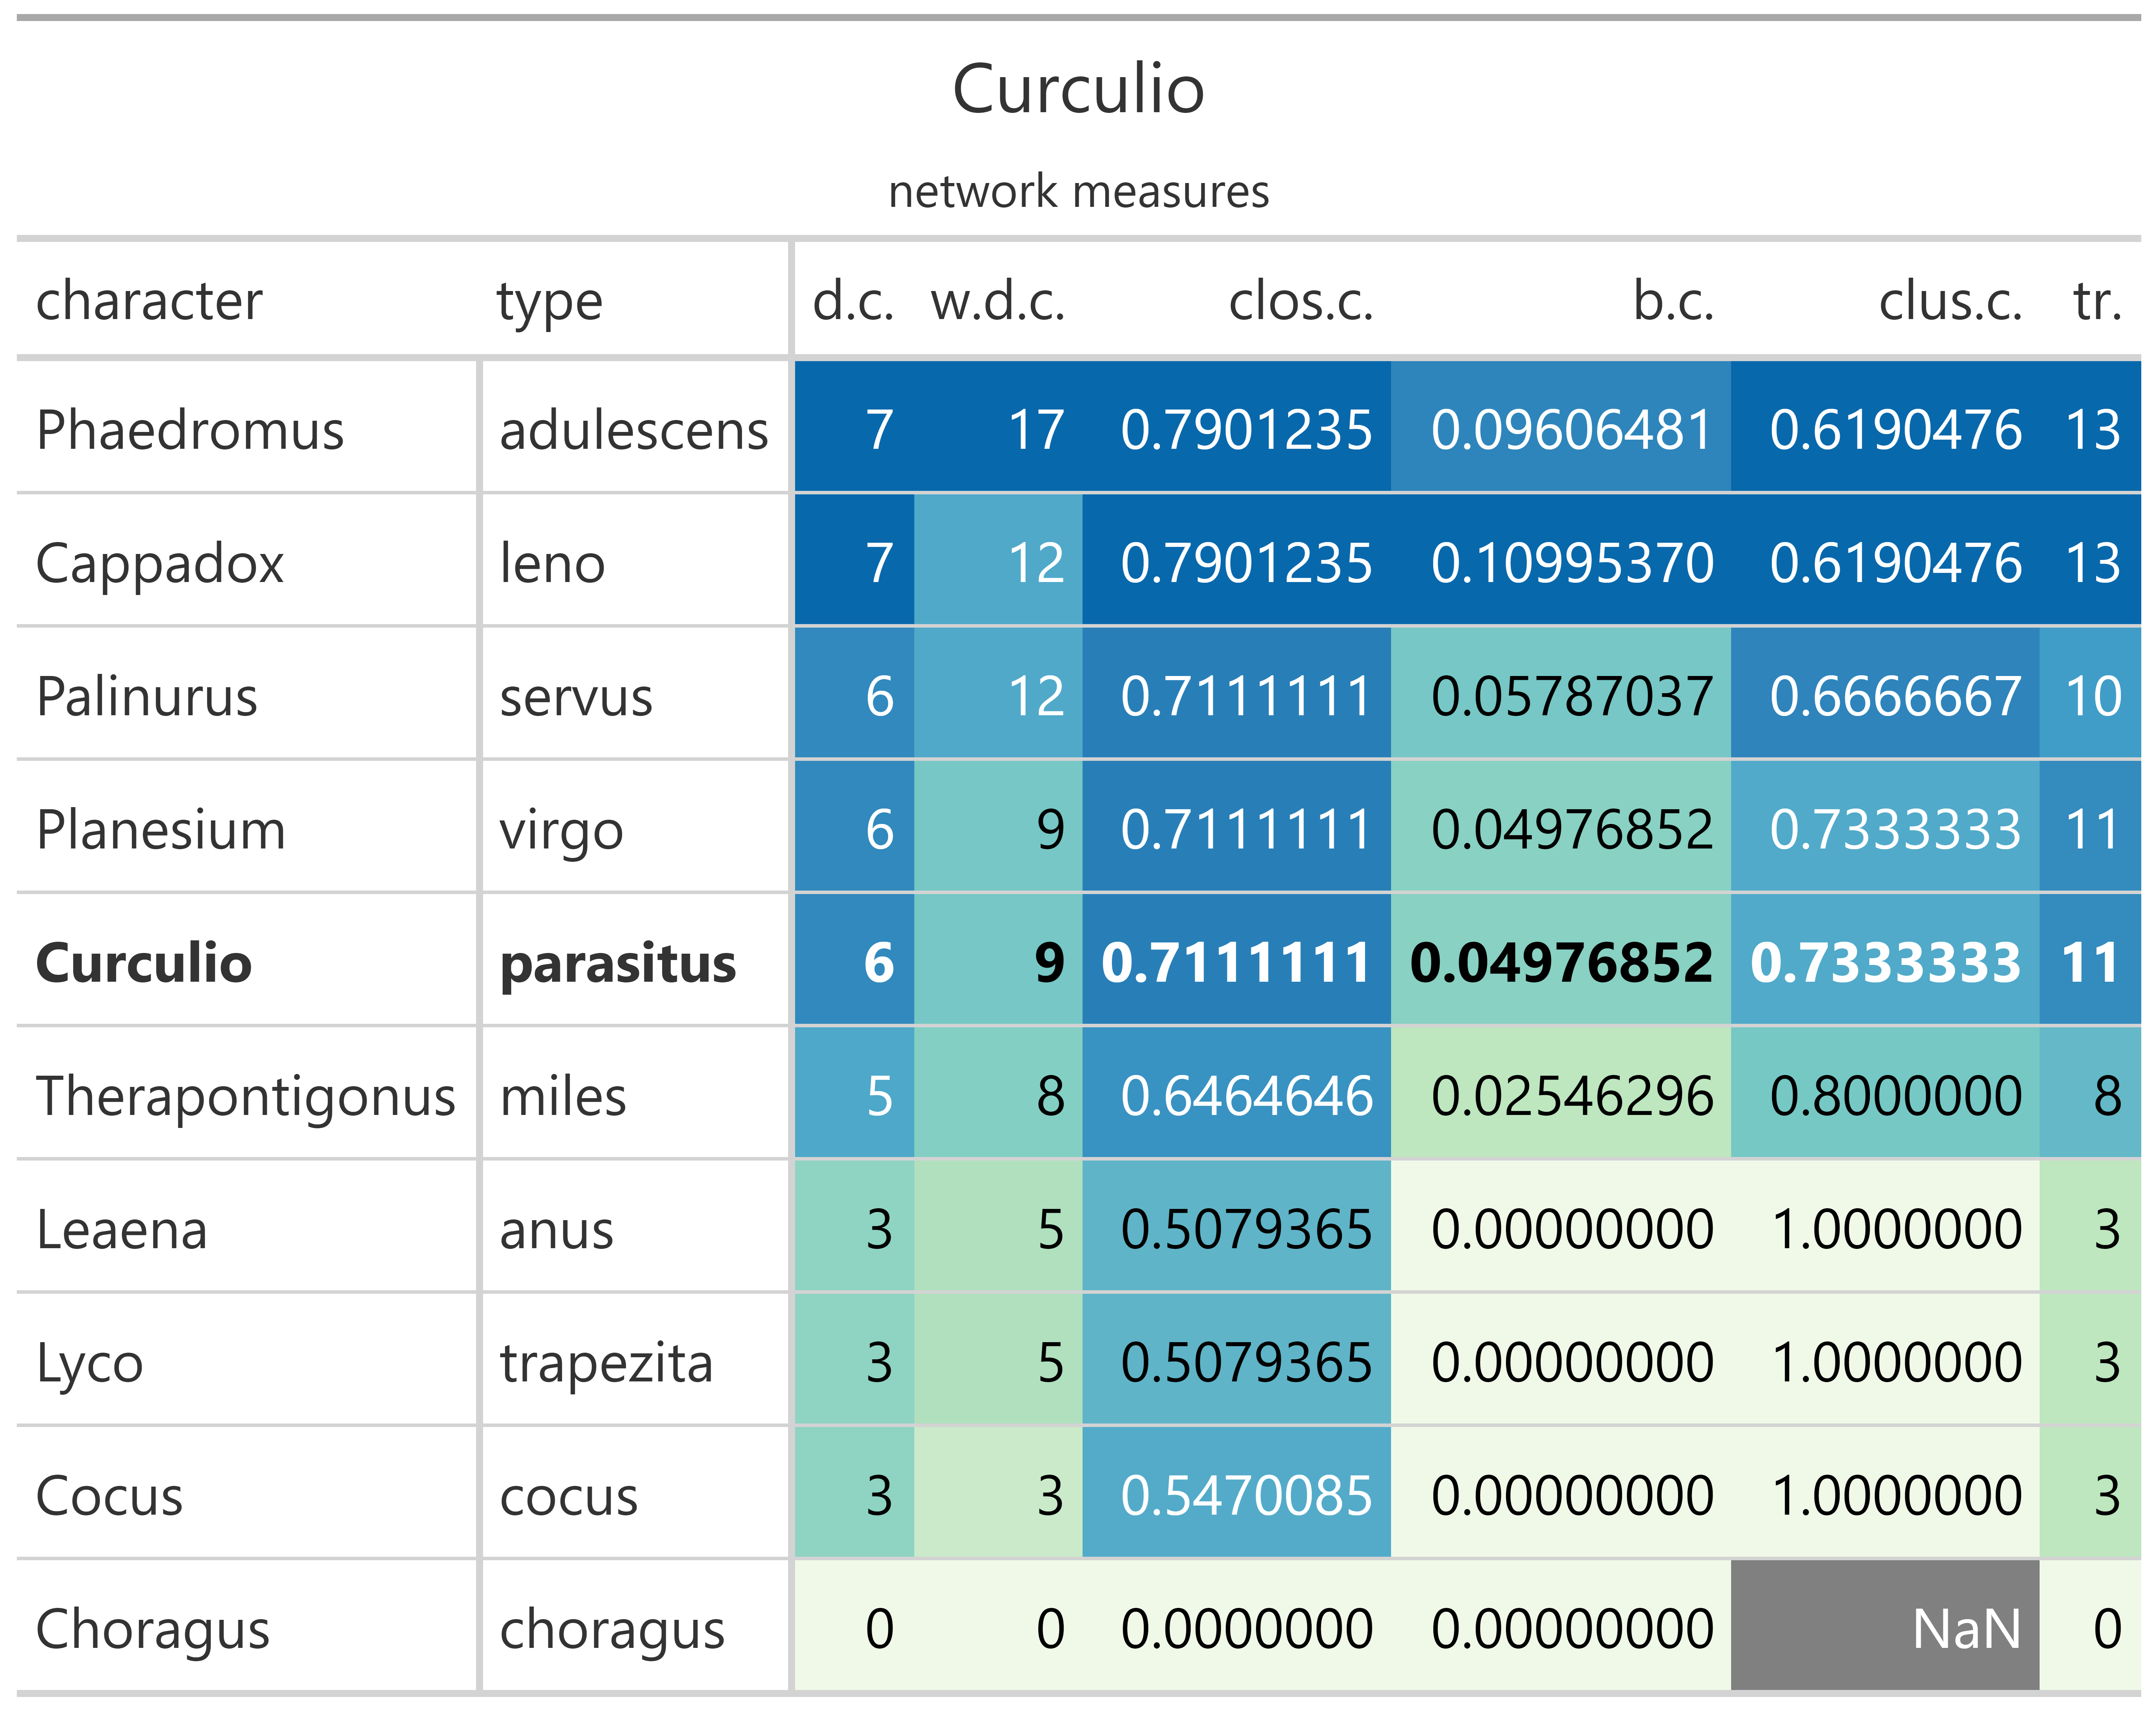 Curculio
network measures
character type d.c. w.d.c. clos.c. b.c. clus.c. tr.
Phaedromus adulescens 7 17 0.7901235 0.09606481 0.6190476 13
Cappadox leno 7 12 0.7901235 0.10995370 0.6190476 13
Palinurus servus 6 12 0.7111111 0.05787037 0.6666667 10
Planesium virgo 6 9 0.7111111 0.04976852 0.7333333 11
Curculio parasitus 6 9 0.7111111 0.04976852 0.7333333 11
Therapontigonus miles 5 8 0.6464646 0.02546296 0.8000000 8
Leaena anus 3 5 0.5079365 0.00000000 1.0000000 3
Lyco trapezita 3 5 0.5079365 0.00000000 1.0000000 3
Cocus cocus 3 3 0.5470085 0.00000000 1.0000000 3
Choragus choragus 0 0 0.0000000 0.00000000 NaN 0